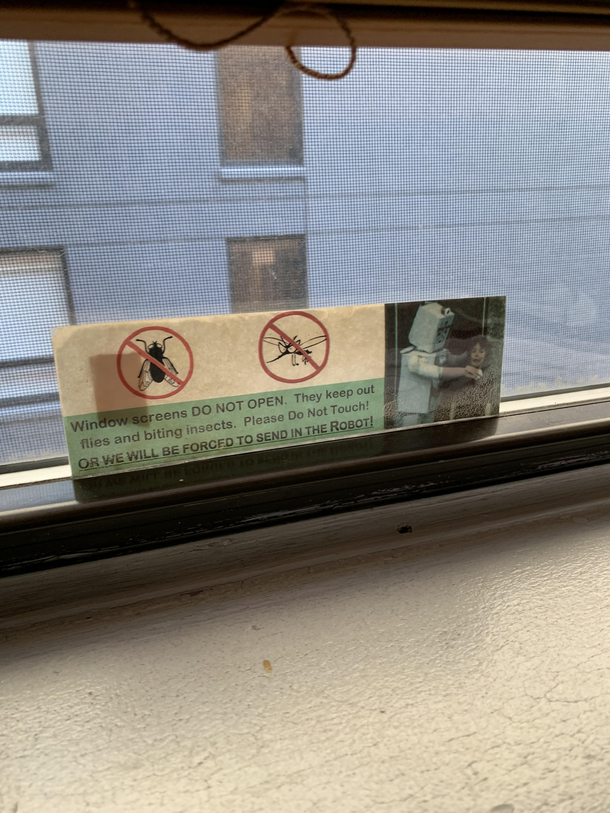 Window screens DO NOT OPEN. They keep out
flies and biting insects. Please Do Not Touch!
OR WE WILL BE FORCED TO SEND IN THE ROBOT!